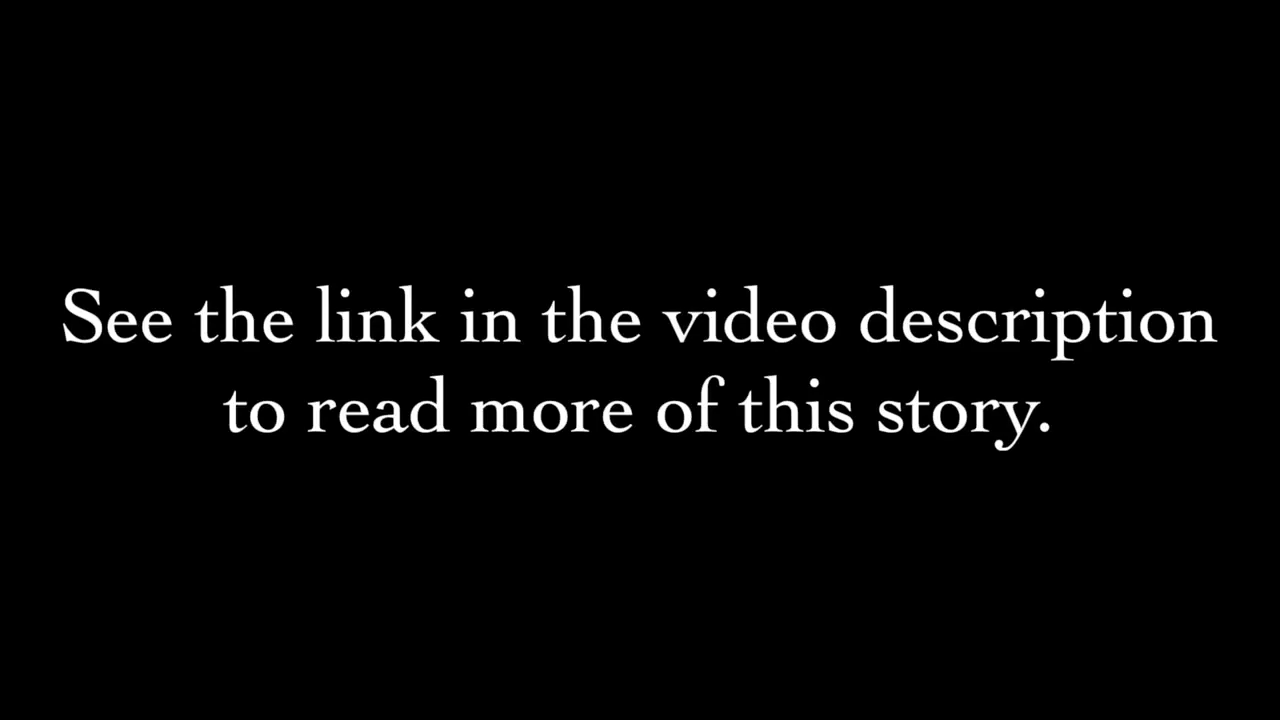 See the link in the video description
to read more of this story.